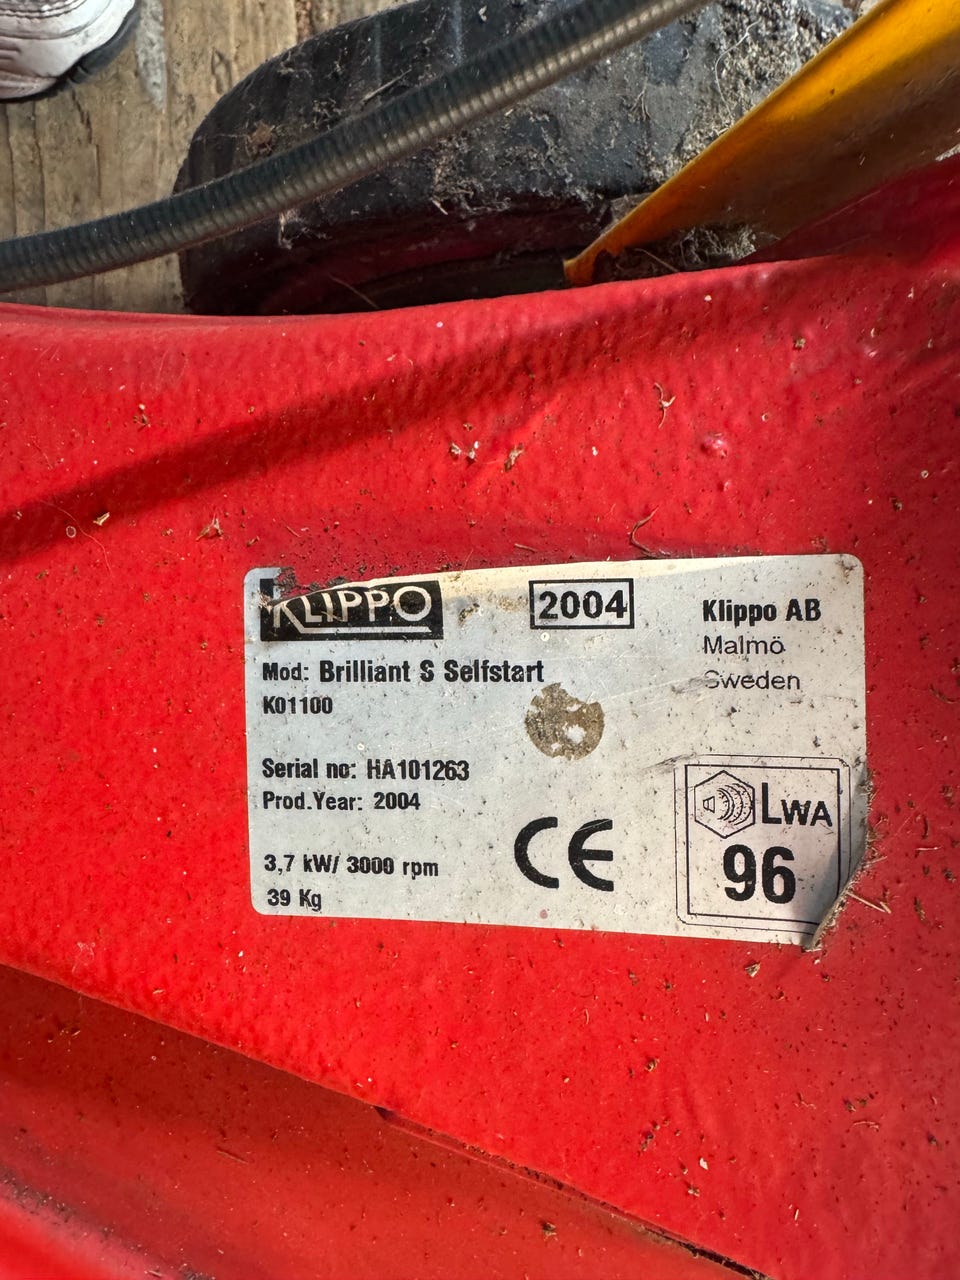 KLIPPO
2004
Klippo AB
Malmö
Sweden
Mod: Brilliant S Selfstart
K01100
Serial no: HA101263
Prod.Year: 2004
3,7 kW/ 3000 rpm
39 Kg
CE
LWA
96